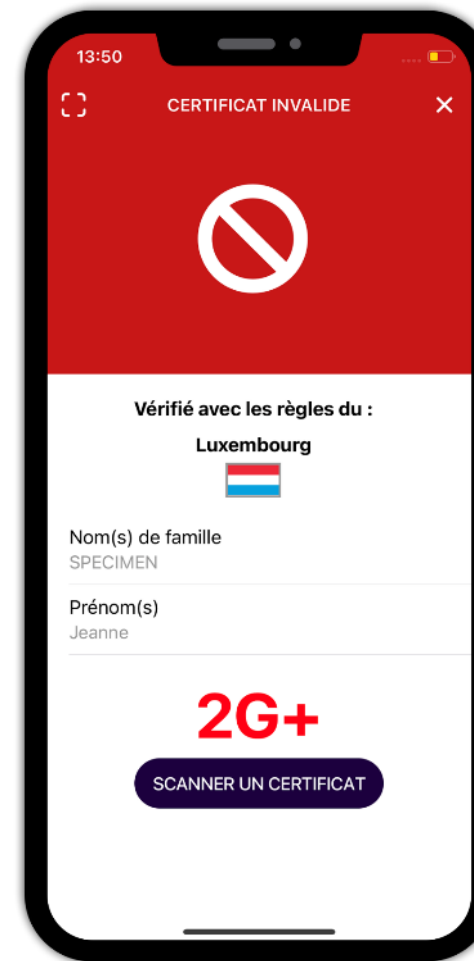 13:50
CERTIFICAT INVALIDE
Vérifié avec les règles du :
Luxembourg
Nom(s) de famille
SPECIMEN
Prénom(s)
Jeanne
2G+
SCANNER UN CERTIFICAT